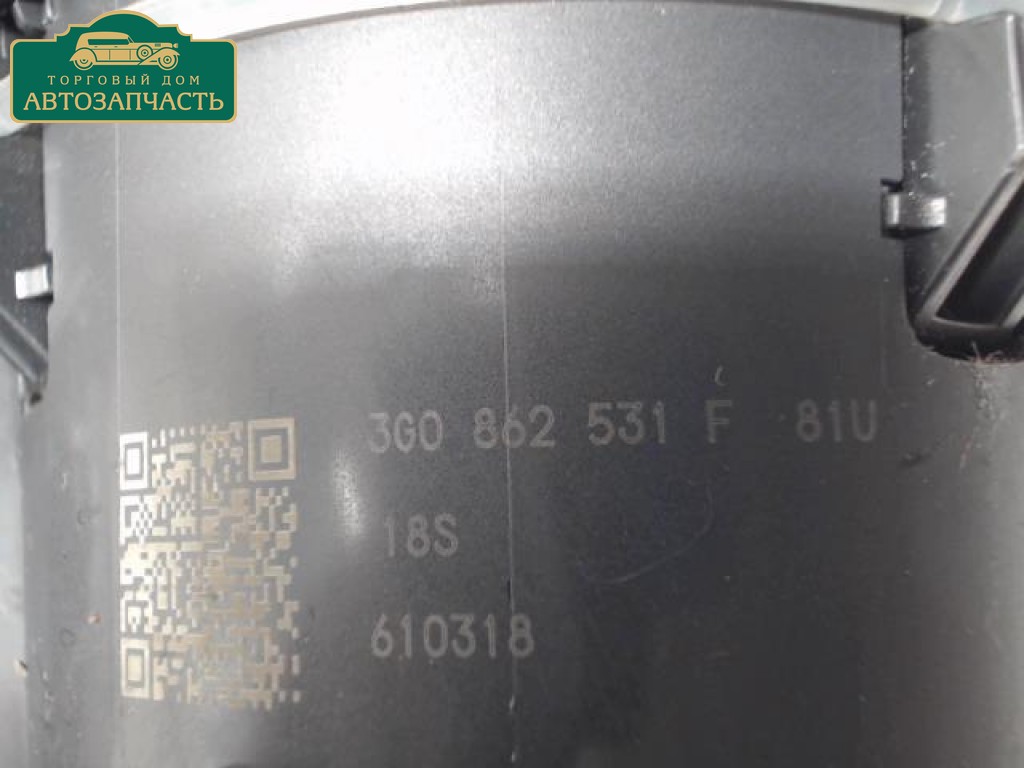 ТОРГОВЫЙ ДОМ
АВТОЗАПЧАСТЬ
3G0 862 531 F 81U
18S
610318